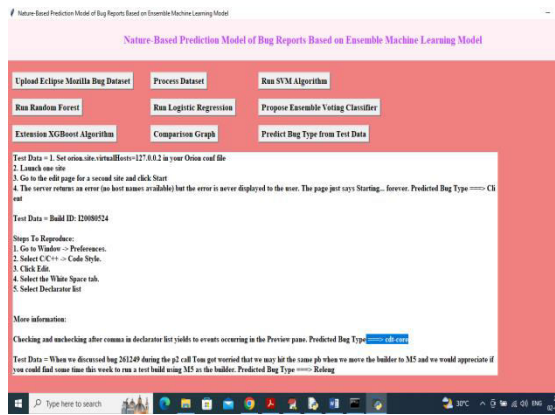 Nature-Based Prediction Model of Bug Reports Based on Ensemble Machine Learning Model
Nature-Based Prediction Model of Bug Reports Based on Ensemble Machine Learning Model
Upload Eclipse Mozilla Bug Dataset Process Dataset Run SVM Algorithm
Run Random Forest Run Logistic Regression Propose Ensemble Voting Classifier
Extension XGBoost Algorithm Comparison Graph Predict Bug Type from Test Data
Test Data = 1. Set orion.site.virtualHosts=127.0.0.2 in your Orion conf file
2. Launch one site
3. Go to the edit page for a second site and click Start
4. The server returns an error (no host names available) but the error is never displayed to the user. The page just says Starting... forever. Predicted Bug Type ===> Cli
ent
Test Data = Build ID: I20080524
Steps To Reproduce:
1. Go to Window -> Preferences.
2. Select C/C++ -> Code Style.
3. Click Edit.
4. Select the White Space tab.
5. Select Declarator list
More information:
Checking and unchecking after comma in declarator list yields to events occurring in the Preview pane. Predicted Bug Type ===> cdt-core
Test Data = When we discussed bug 261249 during the p2 call Tom got worried that we may hit the same pb when we move the builder to M5 and we would appreciate if
you could find some time this week to run a test build using M5 as the builder. Predicted Bug Type ===> Releng
Type here to search
30°C ENG